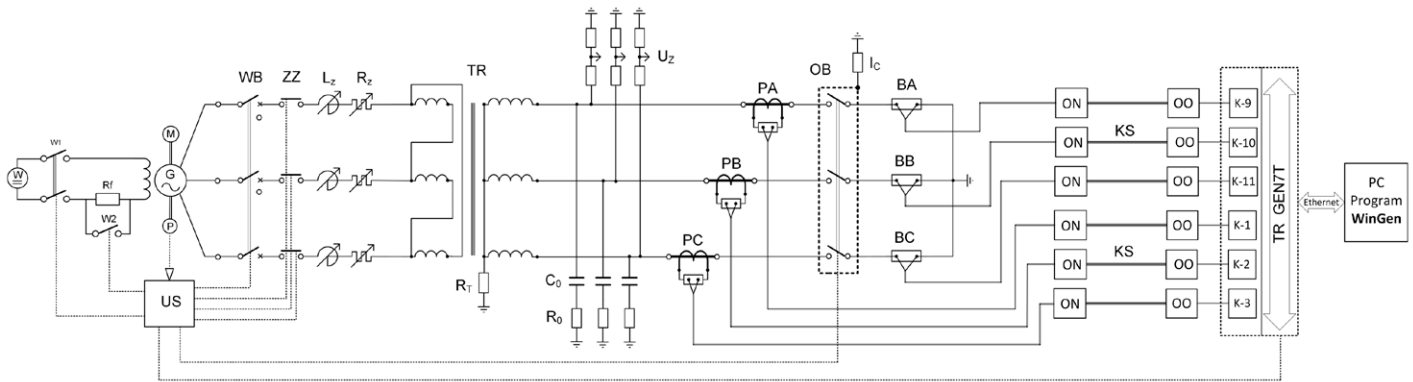 WB
ZZ
Lz
Rz
TR
Uz
PA
OB
Ic
BA
ON
OO
K-9
W1
M
W
G
Rf
W2
P
PB
BB
ON
KS
OO
K-10
ON
OO
K-11
PC
BC
ON
OO
K-1
ON
KS
OO
K-2
ON
OO
K-3
TR GEN7T
Ethernet
PC
Program
WinGen
US
RT
C0
R0